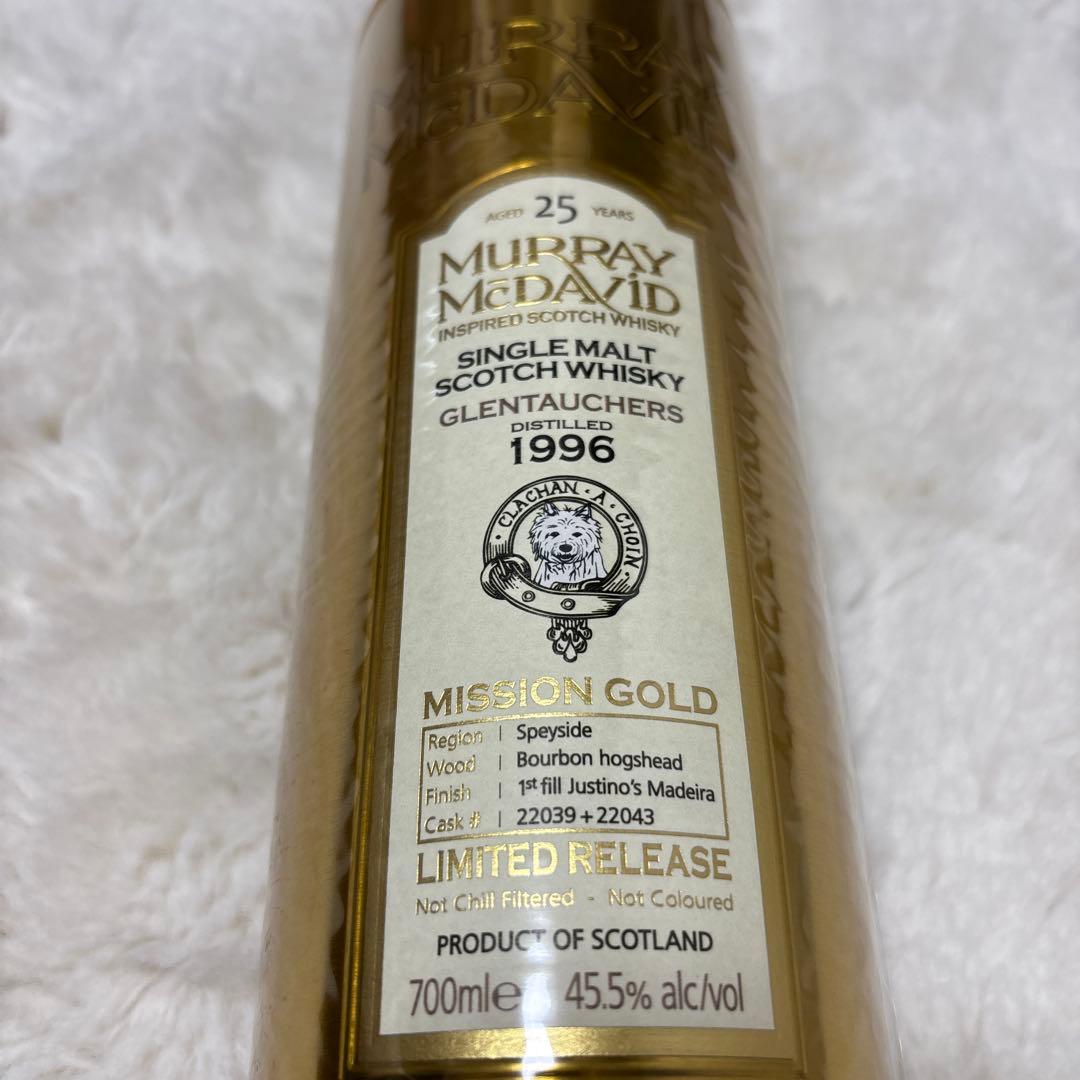 MURRAY
McDAVID
AGED 25 YEARS
MURRAY
McDAVID
INSPIRED SCOTCH WHISKY
SINGLE MALT
SCOTCH WHISKY
GLENTAUCHERS
DISTILLED
1996
CLACHAN · A · CHOIN
MISSION GOLD
Region | Speyside
Wood | Bourbon hogshead
Finish | 1st fill Justino's Madeira
Cask # | 22039 + 22043
LIMITED RELEASE
Not Chill Filtered - Not Coloured
PRODUCT OF SCOTLAND
700ml e 45.5% alc/vol